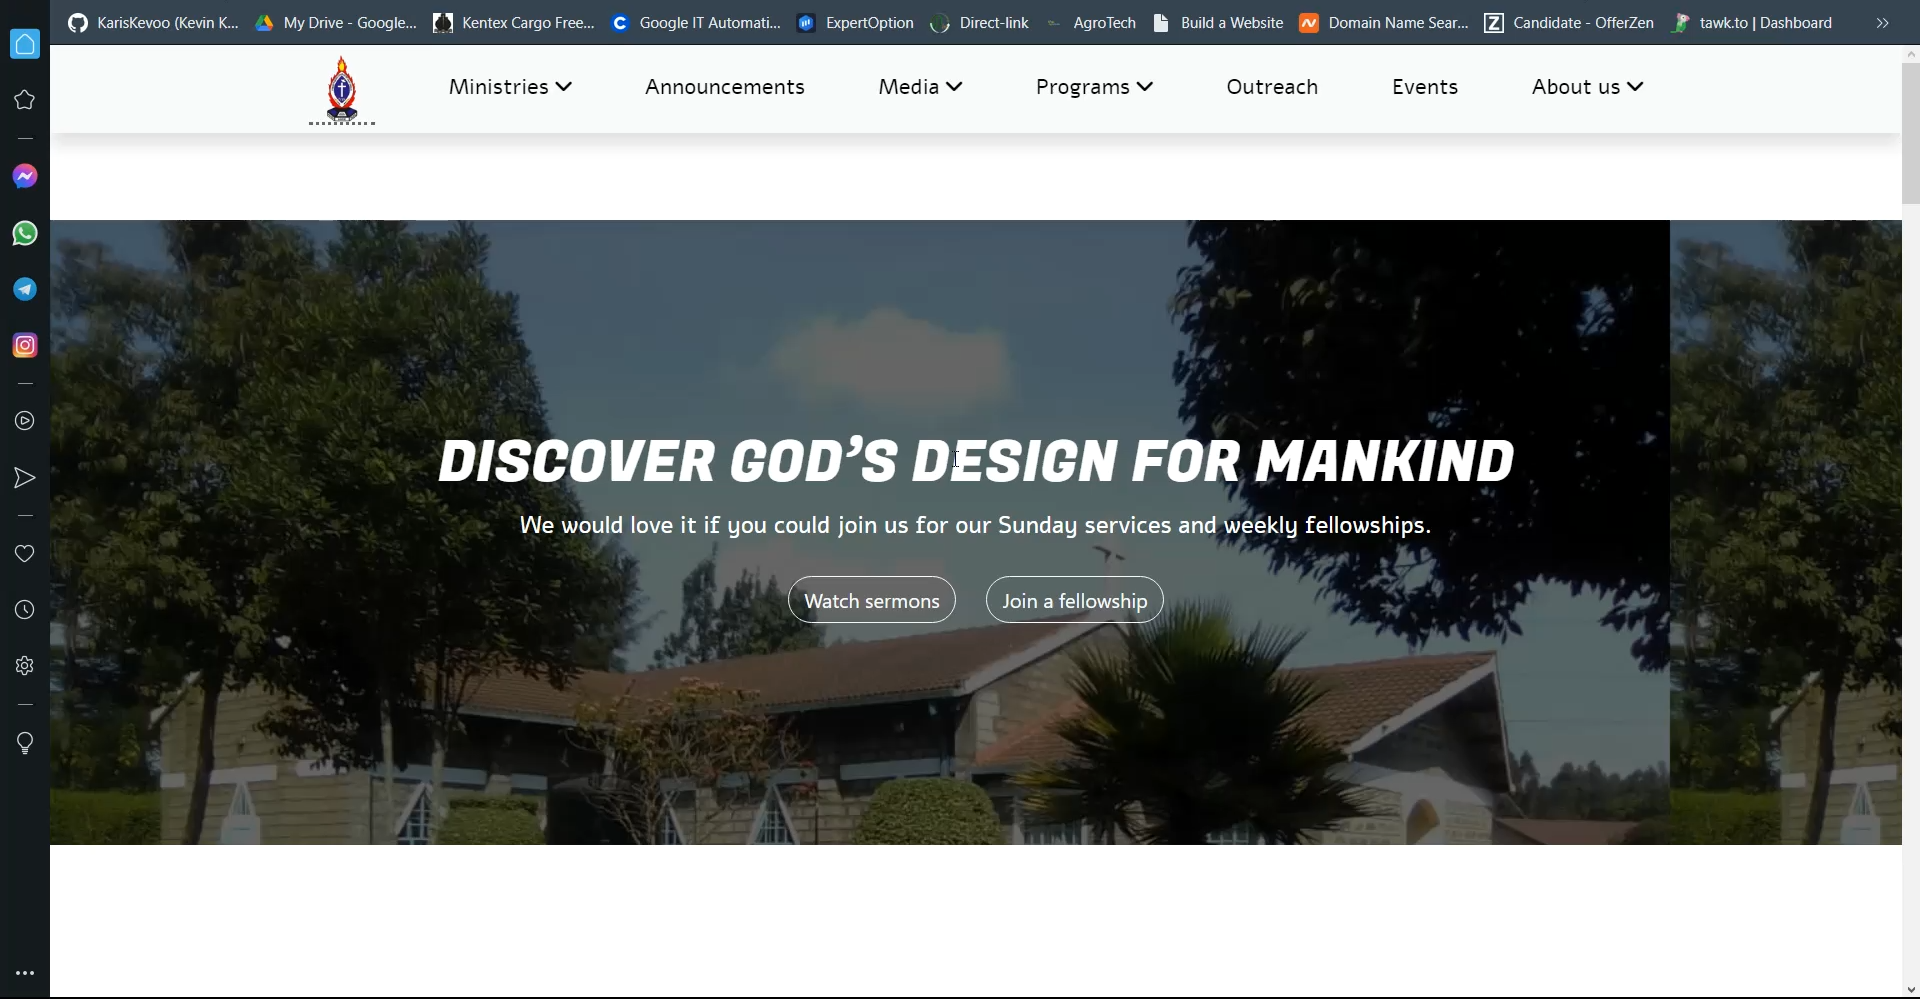 KarisKevoo (Kevin K... My Drive - Google... Kentex Cargo Free... Google IT Automati... ExpertOption Direct-link AgroTech Build a Website Domain Name Sear... Candidate - OfferZen tawk.to | Dashboard
Ministries Announcements Media Programs Outreach Events About us
DISCOVER GOD’S DESIGN FOR MANKIND
We would love it if you could join us for our Sunday services and weekly fellowships.
Watch sermons Join a fellowship